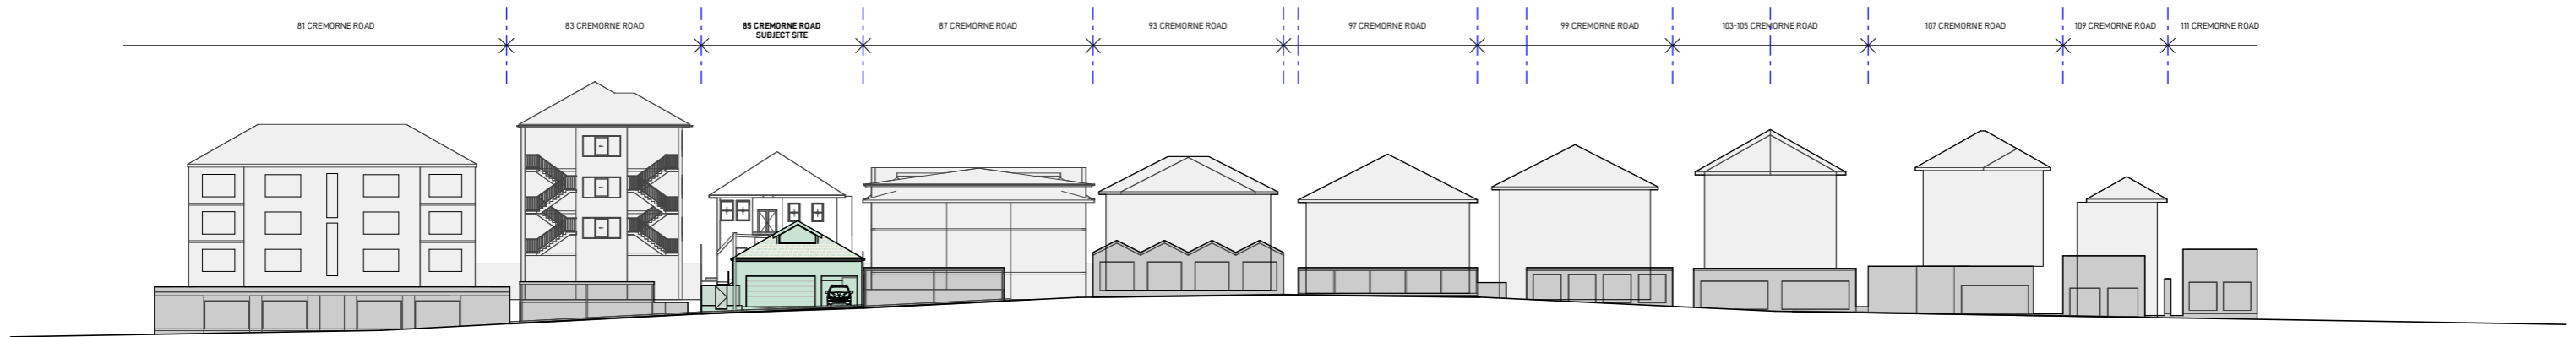 81 CREMORNE ROAD
83 CREMORNE ROAD
85 CREMORNE ROAD
SUBJECT SITE
87 CREMORNE ROAD
93 CREMORNE ROAD
97 CREMORNE ROAD
99 CREMORNE ROAD
103-105 CREMORNE ROAD
107 CREMORNE ROAD
109 CREMORNE ROAD
111 CREMORNE ROAD